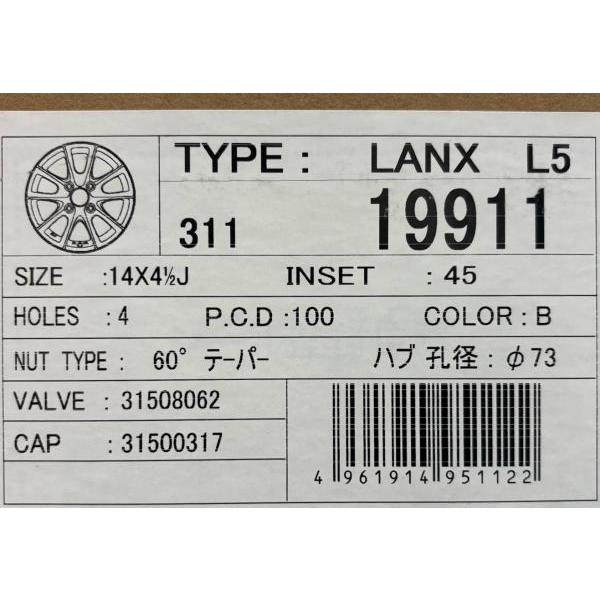 TYPE : LANX L5
311 19911
SIZE :14X4½J INSET : 45
HOLES : 4 P.C.D :100 COLOR : B
NUT TYPE : 60° テーパー ハブ 孔径 : φ73
VALVE : 31508062
CAP : 31500317
4 961914 951122